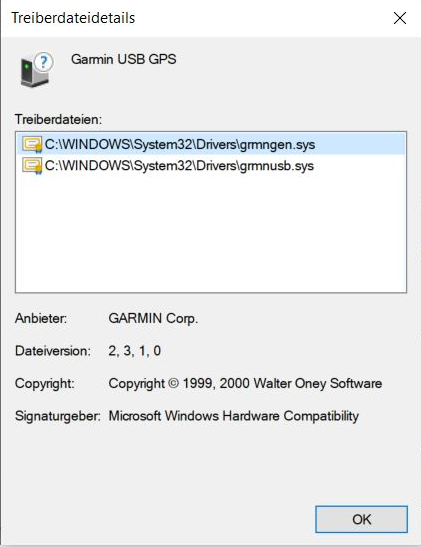 Treiberdateidetails
Garmin USB GPS
Treiberdateien:
C:\WINDOWS\System32\Drivers\grmngen.sys
C:\WINDOWS\System32\Drivers\grmnusb.sys
Anbieter: GARMIN Corp.
Dateiversion: 2, 3, 1, 0
Copyright: Copyright © 1999, 2000 Walter Oney Software
Signaturgeber: Microsoft Windows Hardware Compatibility
OK